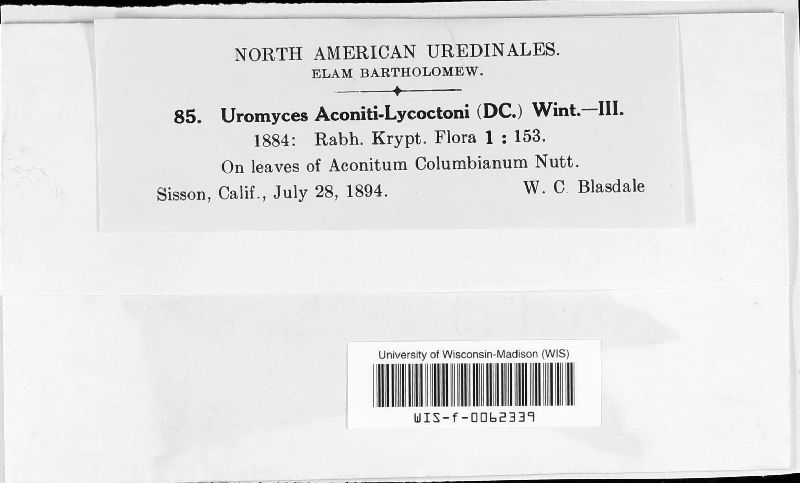 NORTH AMERICAN UREDINALES.
ELAM BARTHOLOMEW.
85. Uromyces Aconiti-Lycoctoni (DC.) Wint.—III.
1884: Rabh. Krypt. Flora 1 : 153.
On leaves of Aconitum Columbianum Nutt.
Sisson, Calif., July 28, 1894. W. C Blasdale
University of Wisconsin-Madison (WIS)
WIS-f-0062339